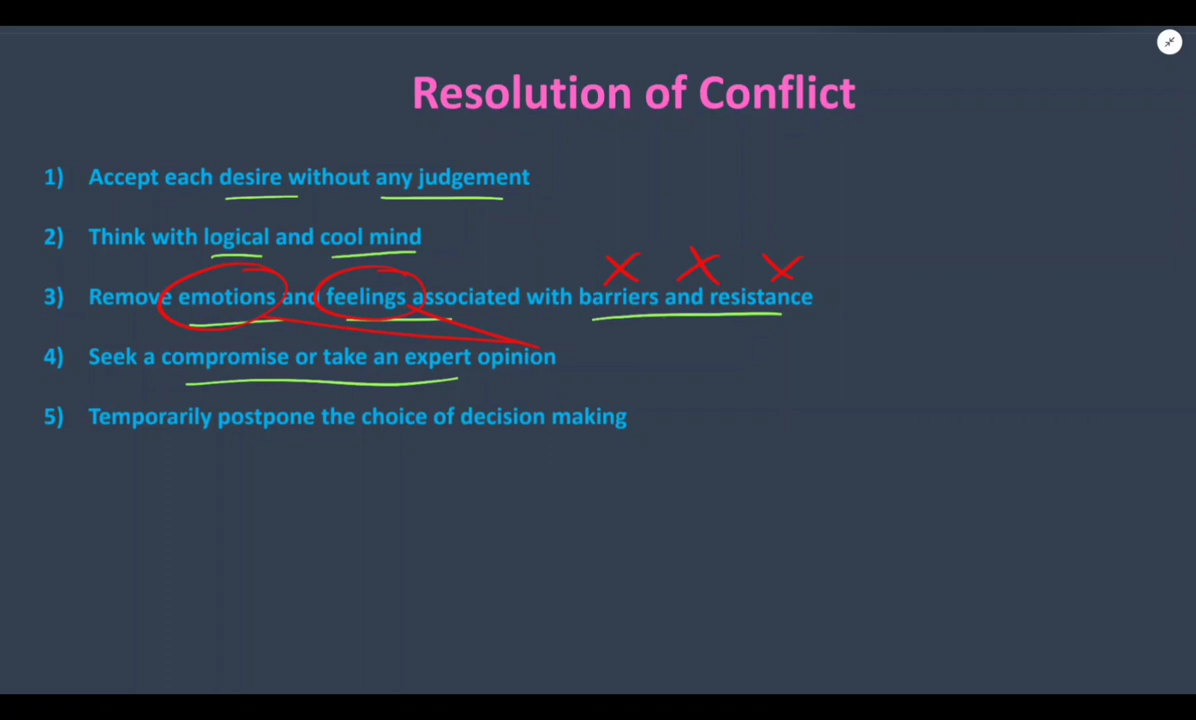 Resolution of Conflict
1) Accept each desire without any judgement
2) Think with logical and cool mind
3) Remove emotions and feelings associated with barriers and resistance
4) Seek a compromise or take an expert opinion
5) Temporarily postpone the choice of decision making